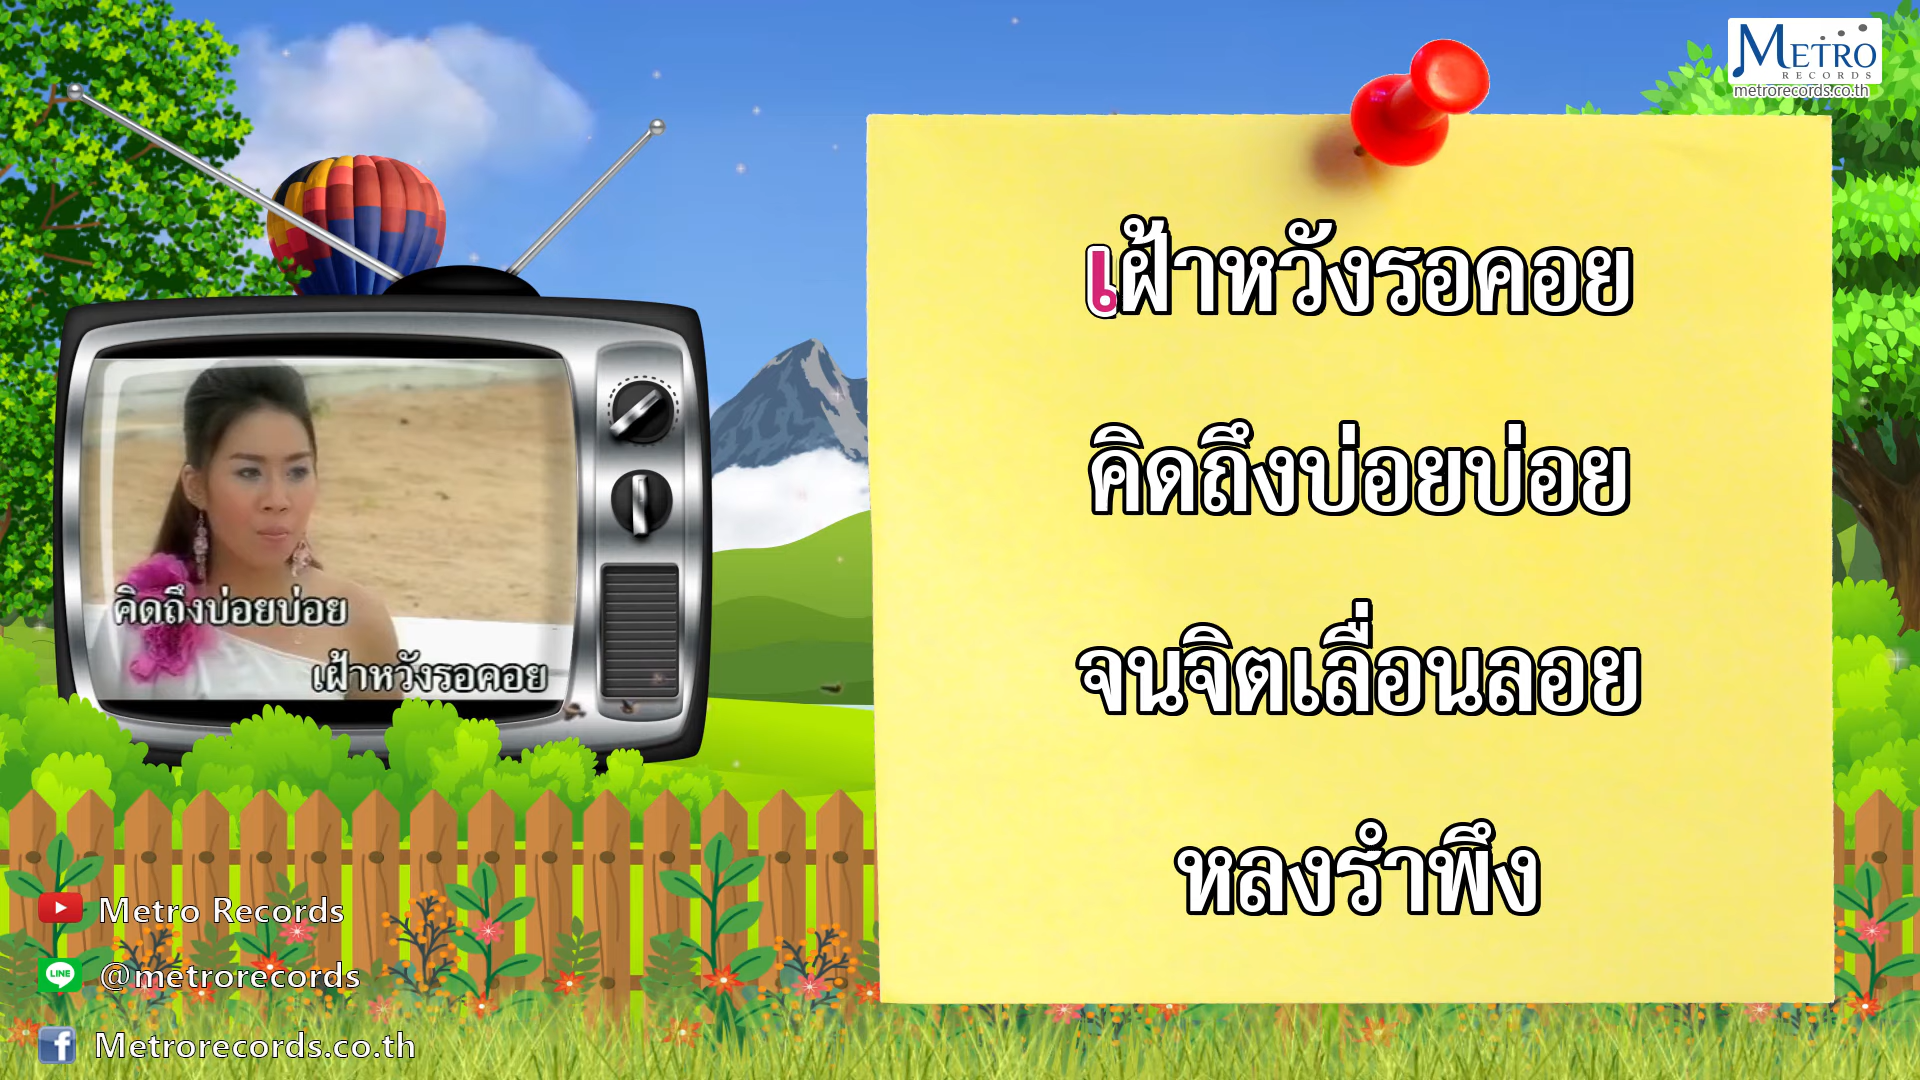 METRO
RECORDS
metrorecords.co.th
เฝ้าหวังรอคอย
คิดถึงบ่อยบ่อย
จนจิตเลื่อนลอย
หลงรำพึง
คิดถึงบ่อยบ่อย
เฝ้าหวังรอคอย
Metro Records
LINE
@metrorecords
f
Metrorecords.co.th